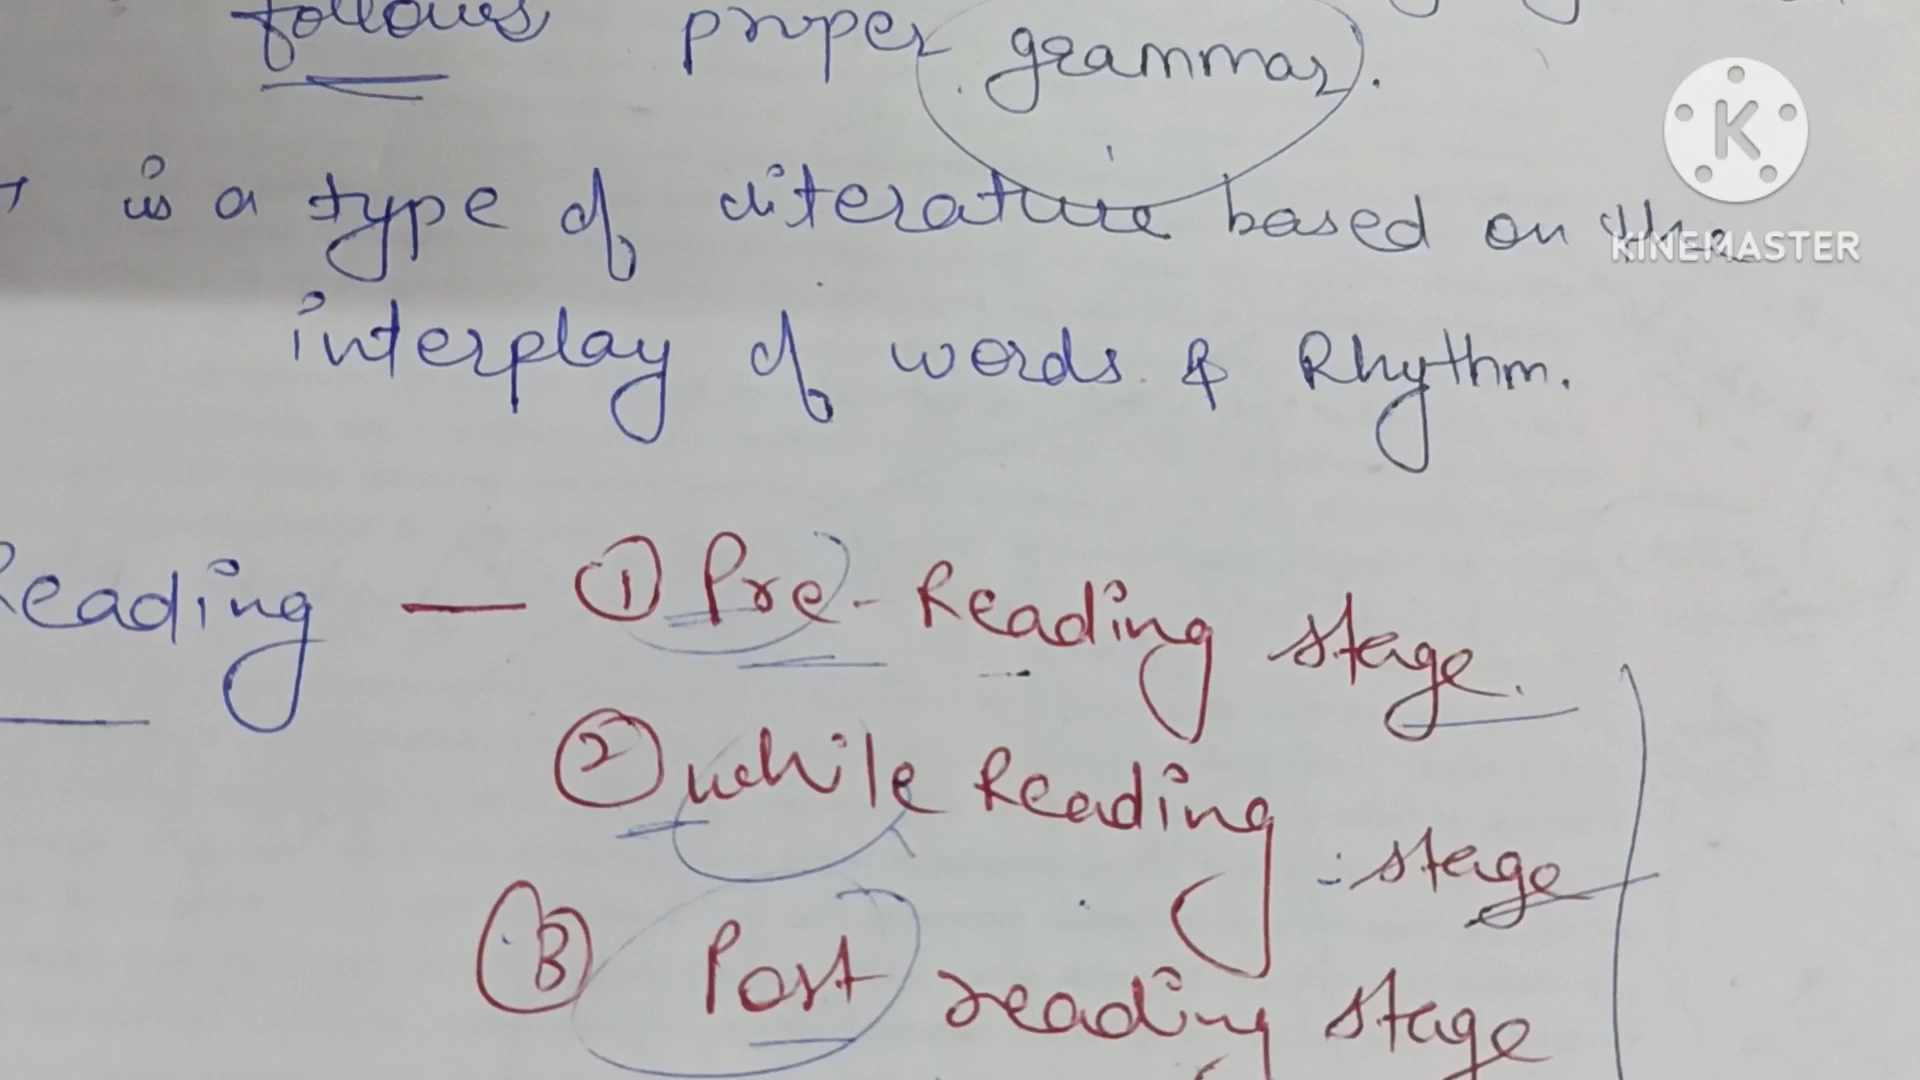 follows proper grammar.
is a type of literature based on the
interplay of words & Rhythm.
Reading — ① Pre-Reading stage.
② while Reading stage
③ Post reading stage
K
KINEMASTER